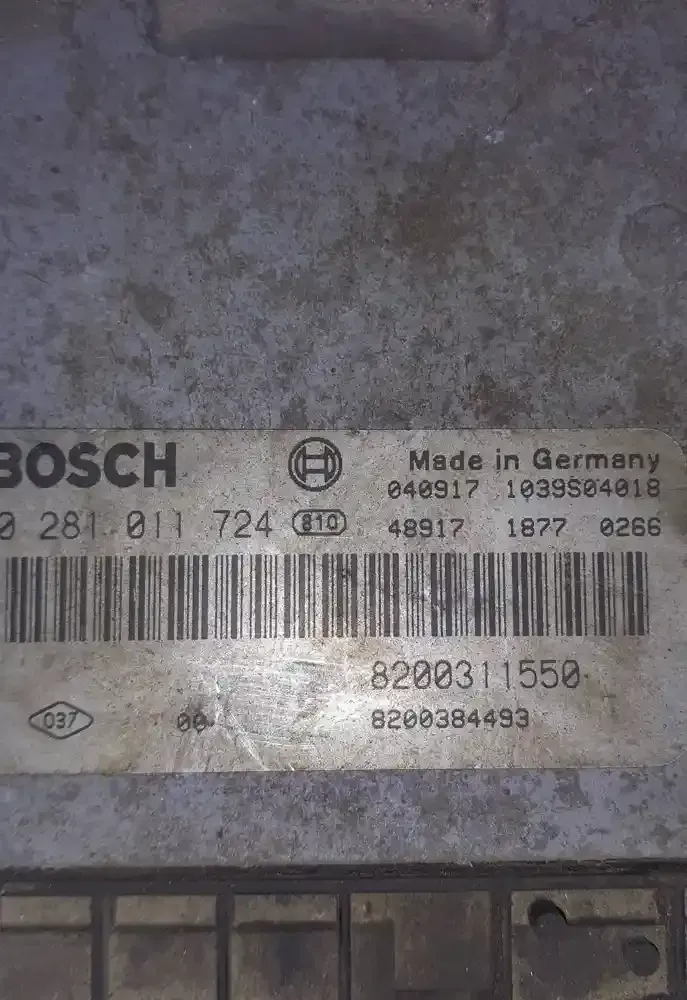 BOSCH
Made in Germany
040917 1039S04018
0 281 011 724 810 48917 1877 0266
8200311550
037 00 8200384493